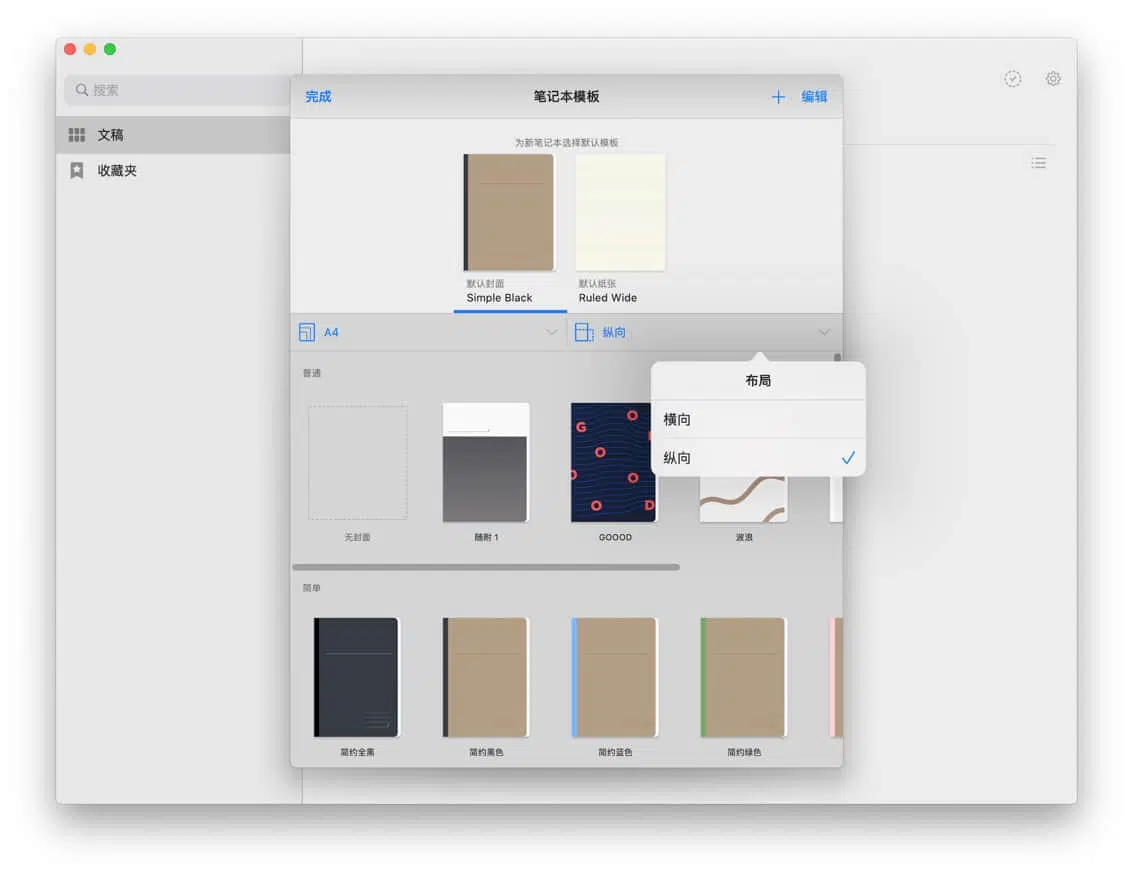 搜索
文稿
收藏夹
完成
笔记本模板
编辑
为新笔记本选择默认模板
默认封面
Simple Black
默认纸张
Ruled Wide
A4
纵向
布局
横向
纵向
普通
G
O
O
O
O
O
D
无封面
随附 1
GOOOD
波浪
简单
简约全黑
简约黑色
简约蓝色
简约绿色